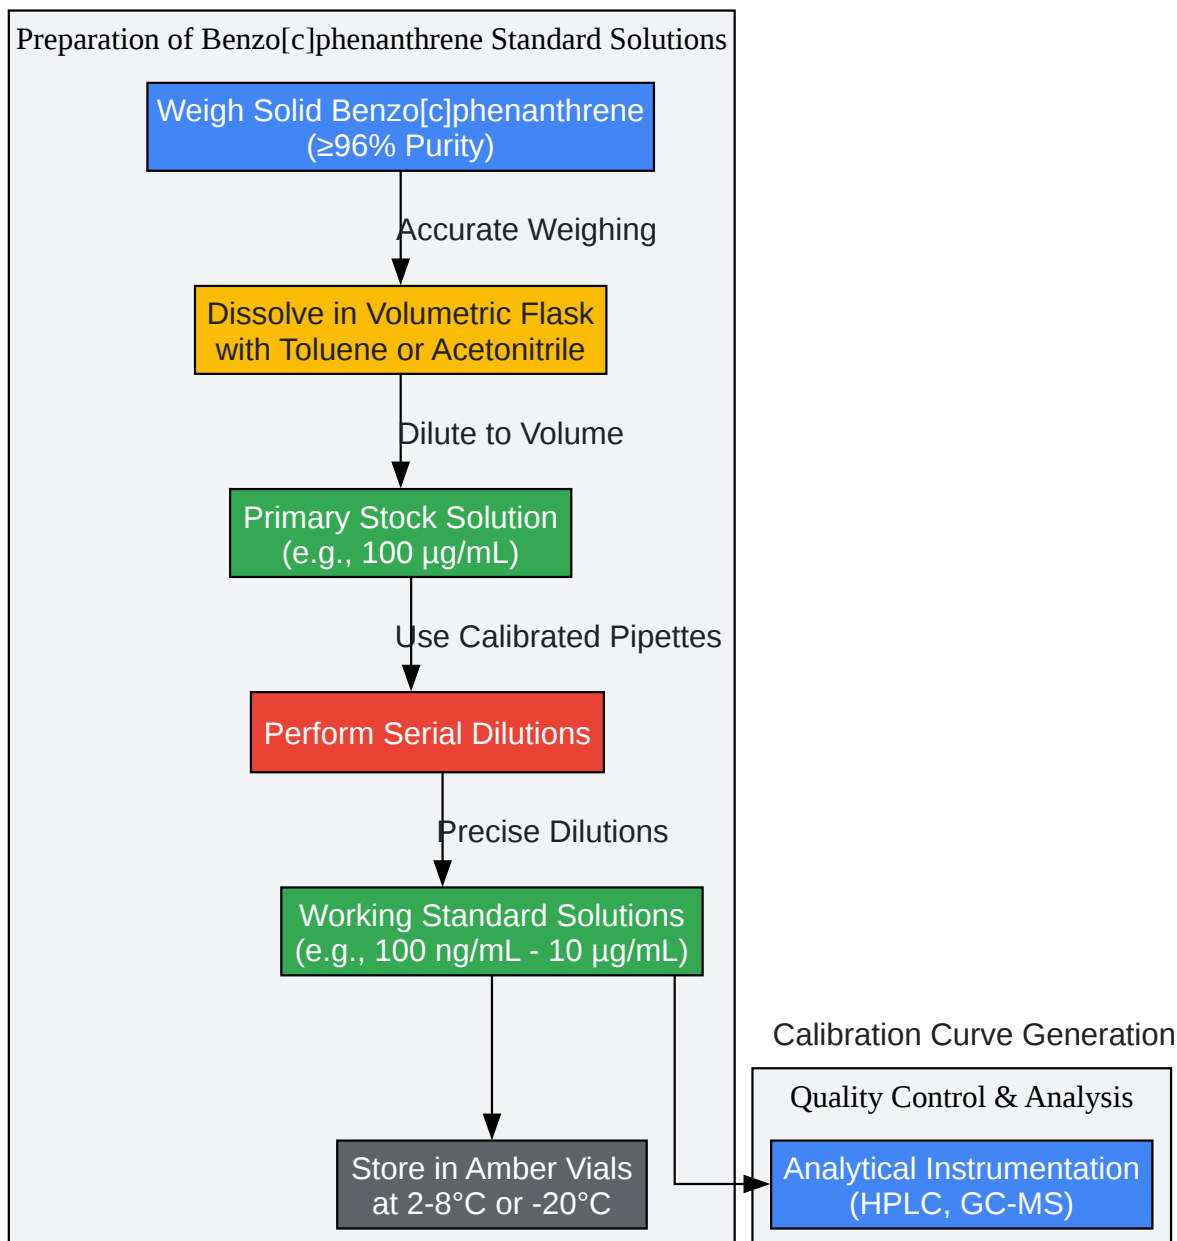 Preparation of Benzo[c]phenanthrene Standard Solutions
Weigh Solid Benzo[c]phenanthrene
(≥96% Purity)
Accurate Weighing
Dissolve in Volumetric Flask
with Toluene or Acetonitrile
Dilute to Volume
Primary Stock Solution
(e.g., 100 µg/mL)
Use Calibrated Pipettes
Perform Serial Dilutions
Precise Dilutions
Working Standard Solutions
(e.g., 100 ng/mL - 10 µg/mL)
Calibration Curve Generation
Quality Control & Analysis
Store in Amber Vials
at 2-8°C or -20°C
Analytical Instrumentation
(HPLC, GC-MS)